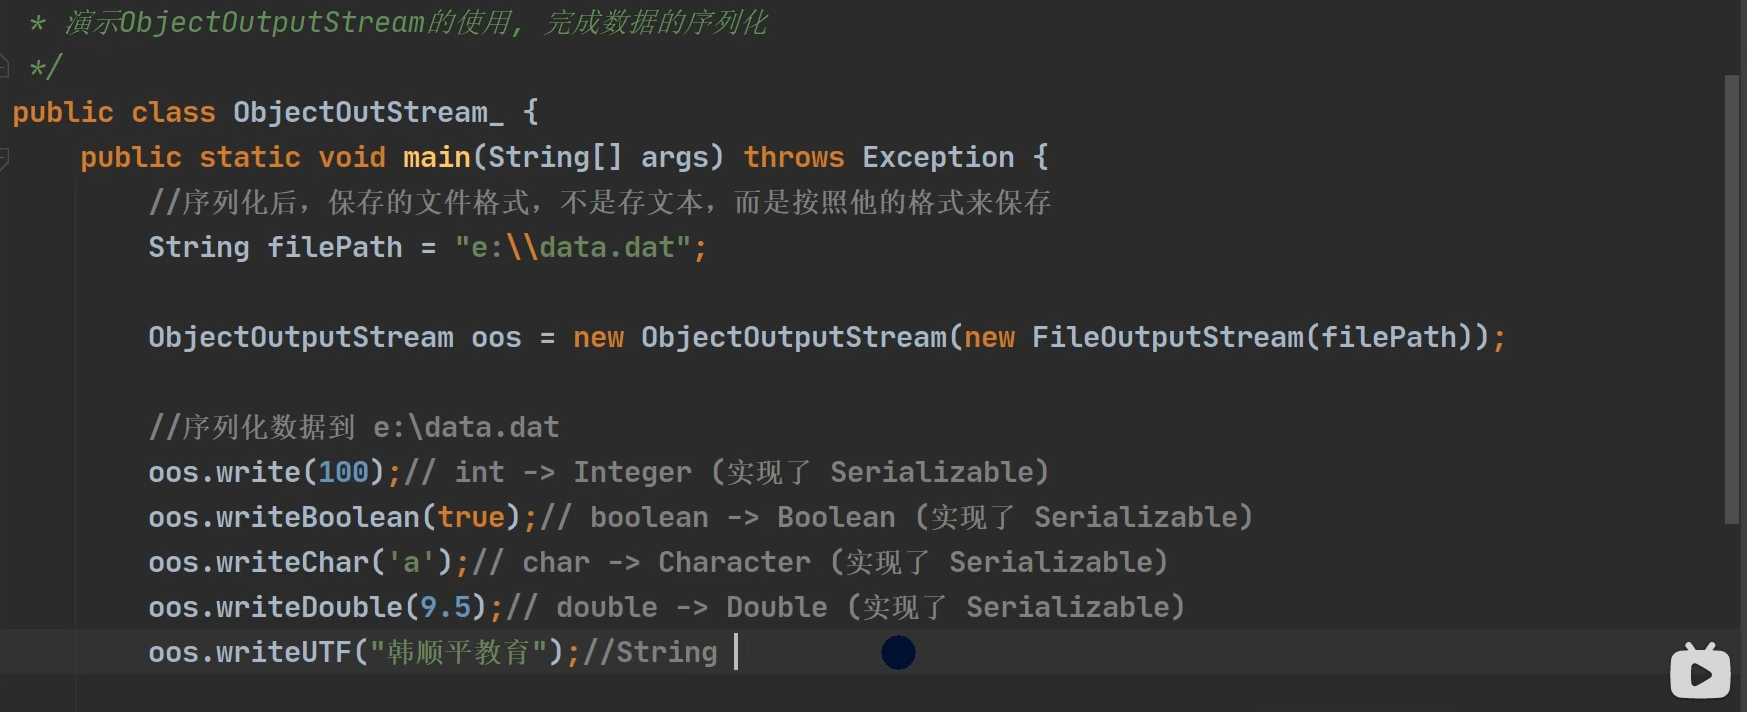 * 演示ObjectOutputStream的使用, 完成数据的序列化
*/
public class ObjectOutStream_ {
public static void main(String[] args) throws Exception {
//序列化后，保存的文件格式，不是存文本，而是按照他的格式来保存
String filePath = "e:\\data.dat";
ObjectOutputStream oos = new ObjectOutputStream(new FileOutputStream(filePath));
//序列化数据到 e:\data.dat
oos.write(100);// int -> Integer (实现了 Serializable)
oos.writeBoolean(true);// boolean -> Boolean (实现了 Serializable)
oos.writeChar('a');// char -> Character (实现了 Serializable)
oos.writeDouble(9.5);// double -> Double (实现了 Serializable)
oos.writeUTF("韩顺平教育");//String